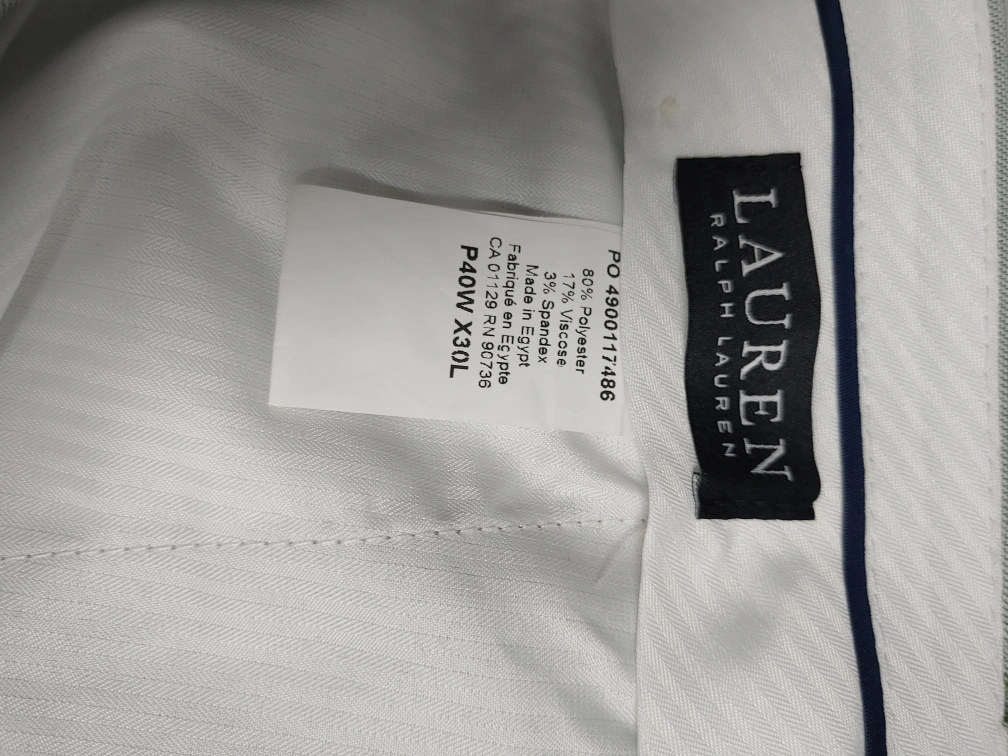 LAUREN
RALPH LAUREN
PO 4900117486
80% Polyester
17% Viscose
3% Spandex
Made in Egypt
Fabriqué en Egypte
CA 01129 RN 90736
P40W X30L